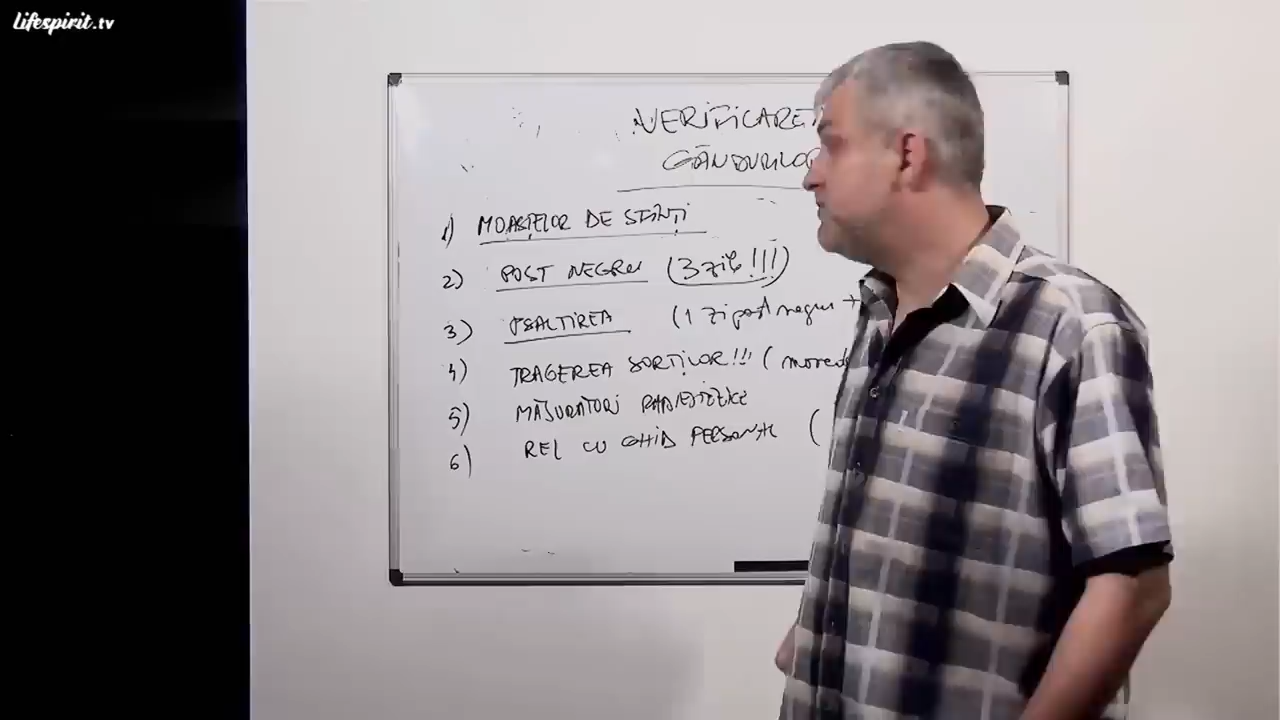 Lifespirit.tv
VERIFICAREA
GÂNDURILOR
1) MOAȘTELOR DE SFINȚI
2) POST NEGRU (3 zile!!!)
3) PSALTIREA (1 zi post negru +
4) TRAGEREA SORȚILOR!!! (
5) MĂSURĂTORI RADIESTEZICE
6) REL CU GHID PERSONAL (